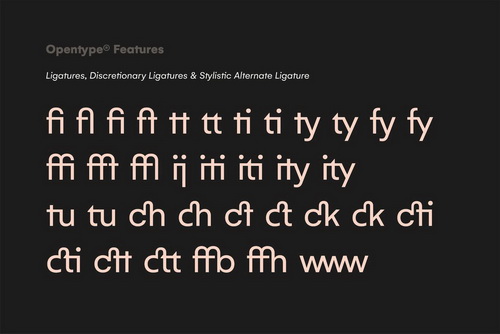 Opentype® Features
Ligatures, Discretionary Ligatures & Stylistic Alternate Ligature
fi fl fi ft tt tt ti ti ty ty fy fy
ffi fft ffl ij iti iti ity ity
tu tu ch ch ct ct ck ck cti
cti ctt ctt ffb ffh www